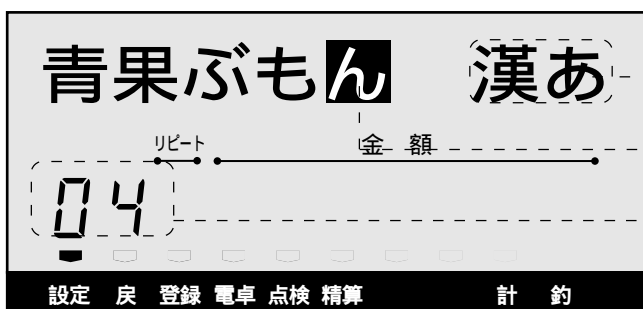 青果ぶもん 漢あ
リピート 金 額
04
設定 戻 登録 電卓 点検 精算 計 釣